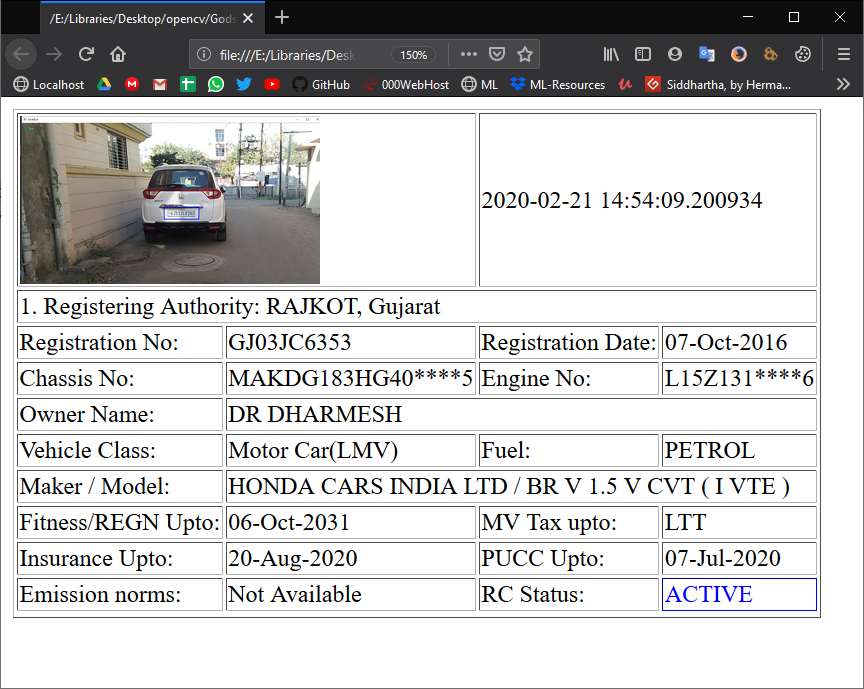 /E:/Libraries/Desktop/opencv/Gods
file:///E:/Libraries/Desk 150%
Localhost GitHub 000WebHost ML ML-Resources Siddhartha, by Herma...
2020-02-21 14:54:09.200934
1. Registering Authority: RAJKOT, Gujarat
Registration No: GJ03JC6353 Registration Date: 07-Oct-2016
Chassis No: MAKDG183HG40****5 Engine No: L15Z131****6
Owner Name: DR DHARMESH
Vehicle Class: Motor Car(LMV) Fuel: PETROL
Maker / Model: HONDA CARS INDIA LTD / BR V 1.5 V CVT ( I VTE )
Fitness/REGN Upto: 06-Oct-2031 MV Tax upto: LTT
Insurance Upto: 20-Aug-2020 PUCC Upto: 07-Jul-2020
Emission norms: Not Available RC Status: ACTIVE